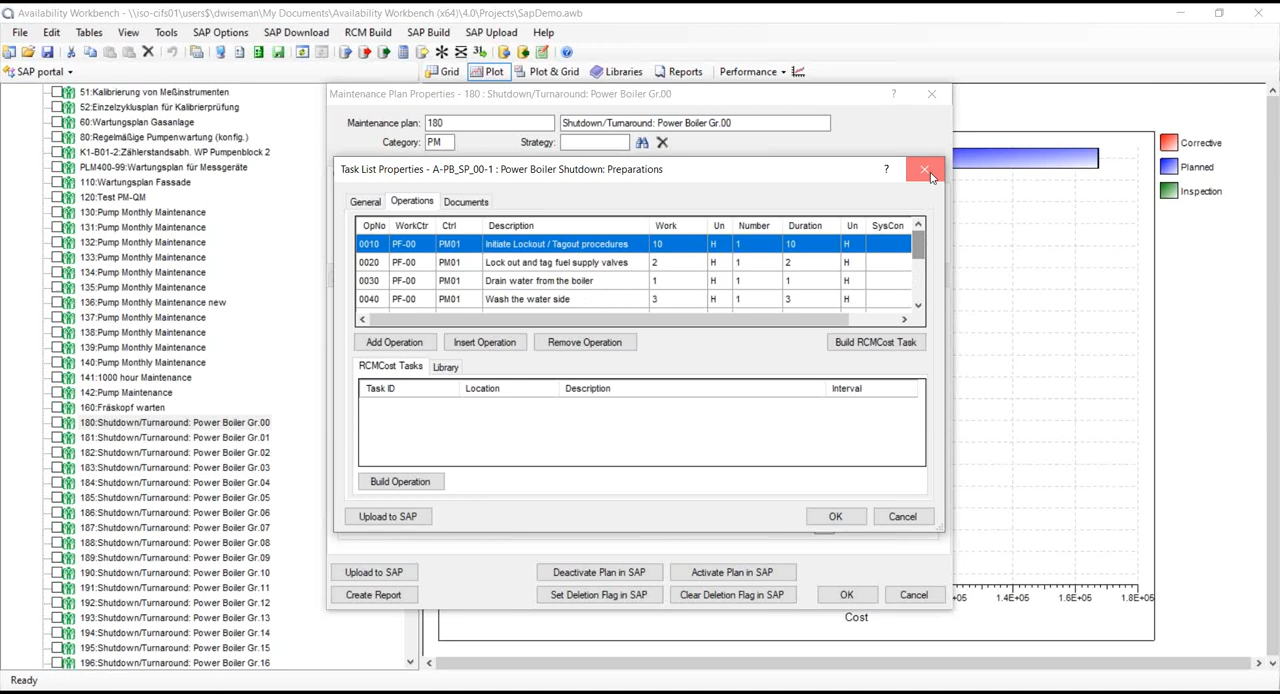 Availability Workbench (x64) - \\iso-cifs01\users$\dwiseman\My Documents\Availability Workbench\4.0\Projects\SapDemo.awb
File Edit Tables View Tools SAP Options SAP Download RCM Build SAP Build SAP Upload Help
SAP portal
Grid Plot Plot & Grid Libraries Reports Performance
51:Kalibrierung von Meßinstrumenten
52:Einzelzyklusplan für Kalibrierprüfung
60:Wartungsplan Gasanlage
80:Regelmäßige Pumpenwartung (konfig.)
K1-B01-2:Zählerstandsabh. WP Pumpenblock 2
PLM400-99:Wartungsplan für Messgeräte
110:Wartungsplan Fassade
120:Test PM-QM
130:Pump Monthly Maintenance
131:Pump Monthly Maintenance
132:Pump Monthly Maintenance
133:Pump Monthly Maintenance
134:Pump Monthly Maintenance
135:Pump Monthly Maintenance
136:Pump Monthly Maintenance new
137:Pump Monthly Maintenance
138:Pump Monthly Maintenance
139:Pump Monthly Maintenance
140:Pump Monthly Maintenance
141:1000 hour Maintenance
142:Pump Maintenance
160:Fräskopf warten
180:Shutdown/Turnaround: Power Boiler Gr.00
181:Shutdown/Turnaround: Power Boiler Gr.01
182:Shutdown/Turnaround: Power Boiler Gr.02
183:Shutdown/Turnaround: Power Boiler Gr.03
184:Shutdown/Turnaround: Power Boiler Gr.04
185:Shutdown/Turnaround: Power Boiler Gr.05
186:Shutdown/Turnaround: Power Boiler Gr.06
187:Shutdown/Turnaround: Power Boiler Gr.07
188:Shutdown/Turnaround: Power Boiler Gr.08
189:Shutdown/Turnaround: Power Boiler Gr.09
190:Shutdown/Turnaround: Power Boiler Gr.10
191:Shutdown/Turnaround: Power Boiler Gr.11
192:Shutdown/Turnaround: Power Boiler Gr.12
193:Shutdown/Turnaround: Power Boiler Gr.13
194:Shutdown/Turnaround: Power Boiler Gr.14
195:Shutdown/Turnaround: Power Boiler Gr.15
196:Shutdown/Turnaround: Power Boiler Gr.16
Maintenance Plan Properties - 180 : Shutdown/Turnaround: Power Boiler Gr.00 ?
Maintenance plan: 180 Shutdown/Turnaround: Power Boiler Gr.00
Category: PM Strategy:
Task List Properties - A-PB_SP_00-1 : Power Boiler Shutdown: Preparations ?
General Operations Documents
OpNo WorkCtr Ctrl Description Work Un Number Duration Un SysCon
0010 PF-00 PM01 Initiate Lockout / Tagout procedures 10 H 1 10 H
0020 PF-00 PM01 Lock out and tag fuel supply valves 2 H 1 2 H
0030 PF-00 PM01 Drain water from the boiler 1 H 1 1 H
0040 PF-00 PM01 Wash the water side 3 H 1 3 H
Add Operation Insert Operation Remove Operation Build RCMCost Task
RCMCost Tasks Library
Task ID Location Description Interval
Build Operation
Upload to SAP OK Cancel
Upload to SAP Deactivate Plan in SAP Activate Plan in SAP
Create Report Set Deletion Flag in SAP Clear Deletion Flag in SAP OK Cancel
Corrective
Planned
Inspection
1.4E+05 1.6E+05 1.8E+05
Cost
Ready